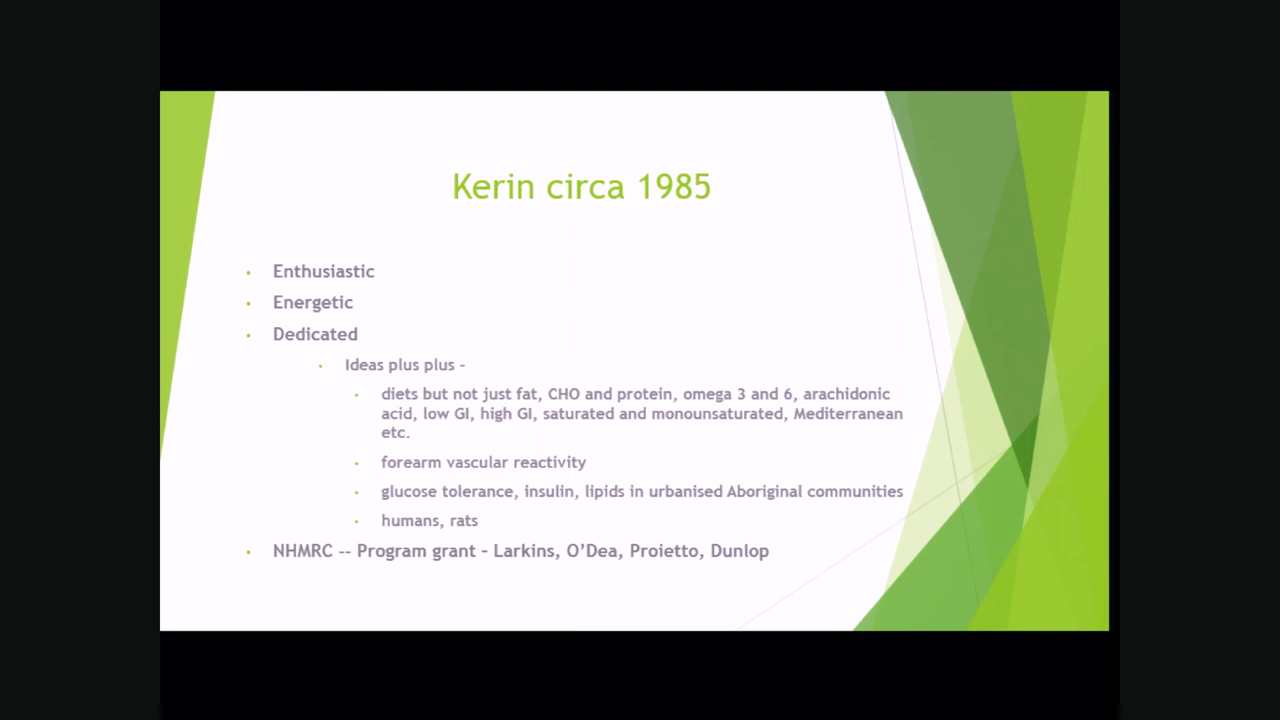 Kerin circa 1985
• Enthusiastic
• Energetic
• Dedicated
• Ideas plus plus –
• diets but not just fat, CHO and protein, omega 3 and 6, arachidonic
acid, low GI, high GI, saturated and monounsaturated, Mediterranean
etc.
• forearm vascular reactivity
• glucose tolerance, insulin, lipids in urbanised Aboriginal communities
• humans, rats
• NHMRC -- Program grant – Larkins, O’Dea, Proietto, Dunlop